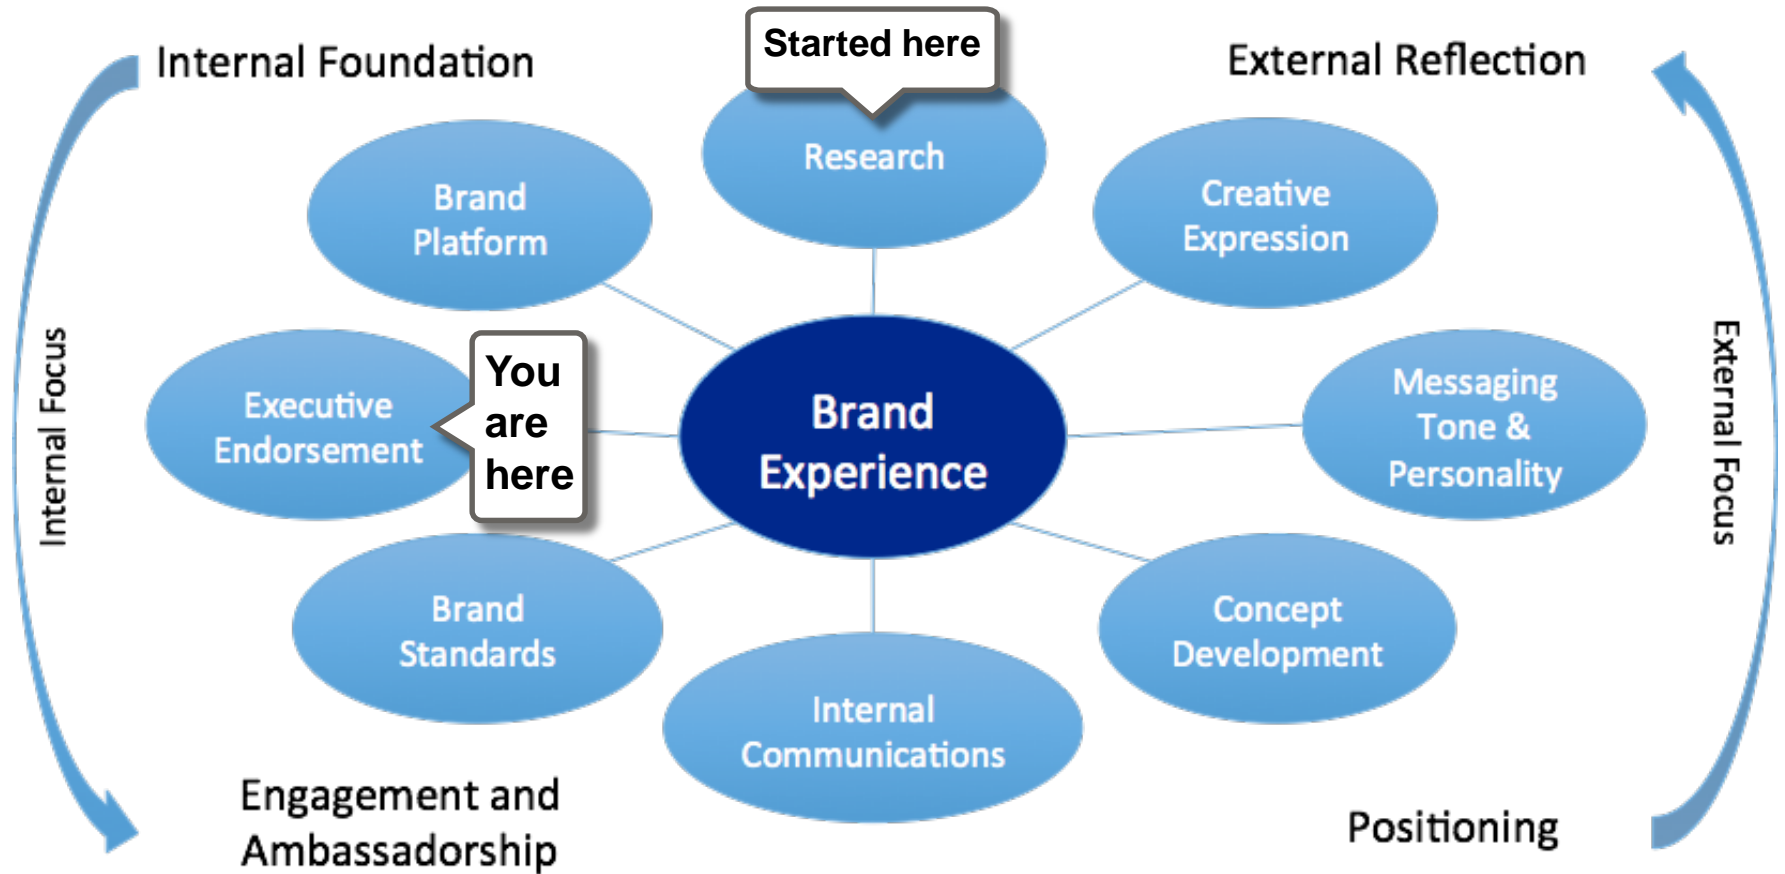 Started here
Internal Foundation
External Reflection
Research
Brand
Platform
Creative
Expression
Internal Focus
Executive
Endorsement
You
are
here
Brand
Experience
Messaging
Tone &
Personality
External Focus
Brand
Standards
Concept
Development
Internal
Communications
Engagement and
Ambassadorship
Positioning